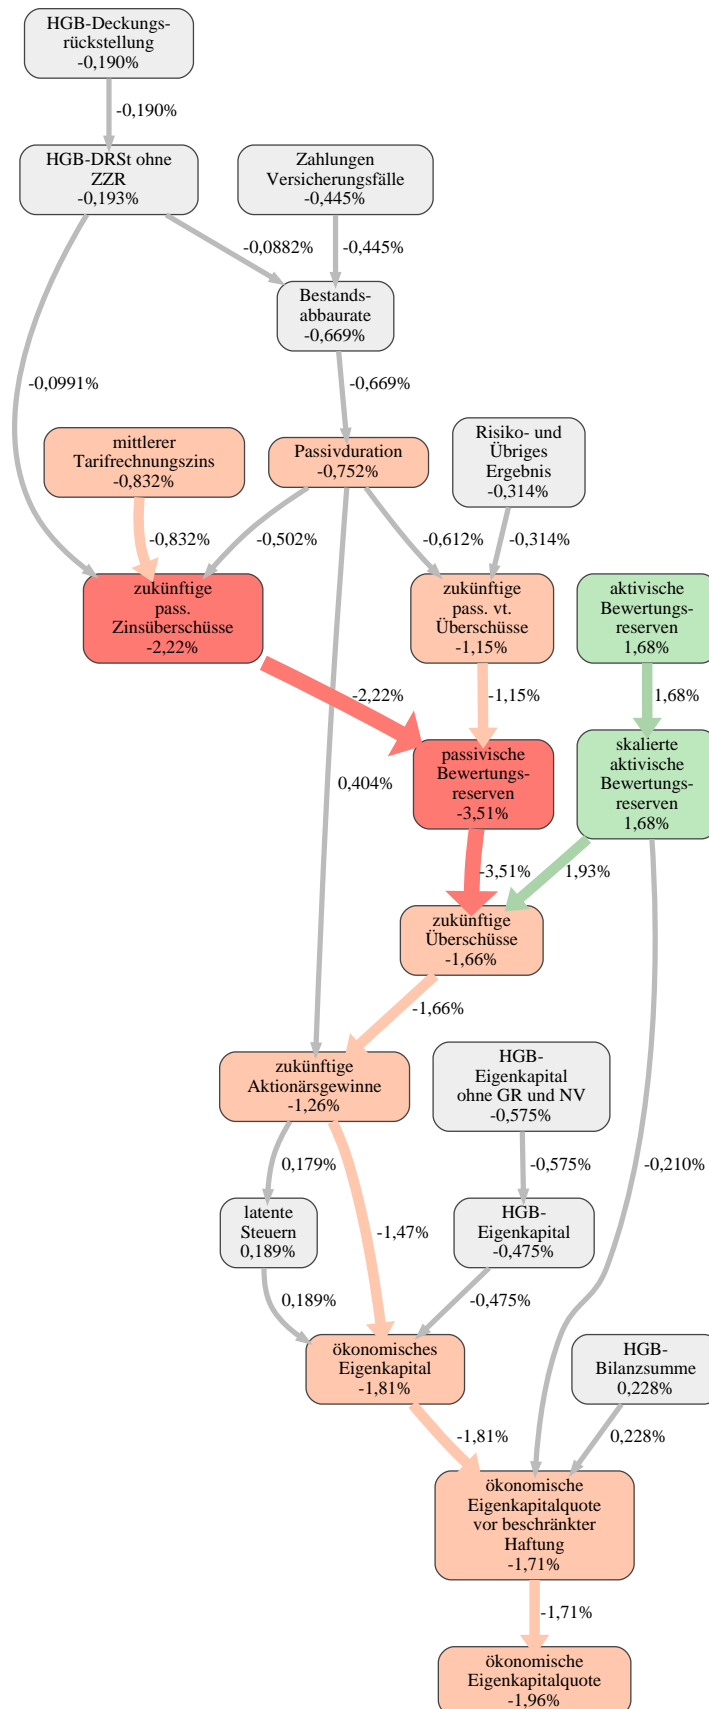 HGB-Deckungs-
rückstellung
-0,190%
-0,190%
HGB-DRSt ohne
ZZR
-0,193%
Zahlungen
Versicherungsfälle
-0,445%
-0,0882%
-0,445%
Bestands-
abbaurate
-0,669%
-0,0991%
-0,669%
mittlerer
Tarifrechnungszins
-0,832%
Passivduration
-0,752%
Risiko- und
Übriges
Ergebnis
-0,314%
-0,832%
-0,502%
-0,612%
-0,314%
zukünftige
pass.
Zinsüberschüsse
-2,22%
zukünftige
pass. vt.
Überschüsse
-1,15%
aktivische
Bewertungs-
reserven
1,68%
-2,22%
-1,15%
1,68%
0,404%
passivische
Bewertungs-
reserven
-3,51%
skalierte
aktivische
Bewertungs-
reserven
1,68%
-3,51%
1,93%
zukünftige
Überschüsse
-1,66%
-1,66%
zukünftige
Aktionärsgewinne
-1,26%
HGB-
Eigenkapital
ohne GR und NV
-0,575%
0,179%
-0,575%
-0,210%
latente
Steuern
0,189%
-1,47%
HGB-
Eigenkapital
-0,475%
0,189%
-0,475%
ökonomisches
Eigenkapital
-1,81%
HGB-
Bilanzsumme
0,228%
-1,81%
0,228%
ökonomische
Eigenkapitalquote
vor beschränkter
Haftung
-1,71%
-1,71%
ökonomische
Eigenkapitalquote
-1,96%